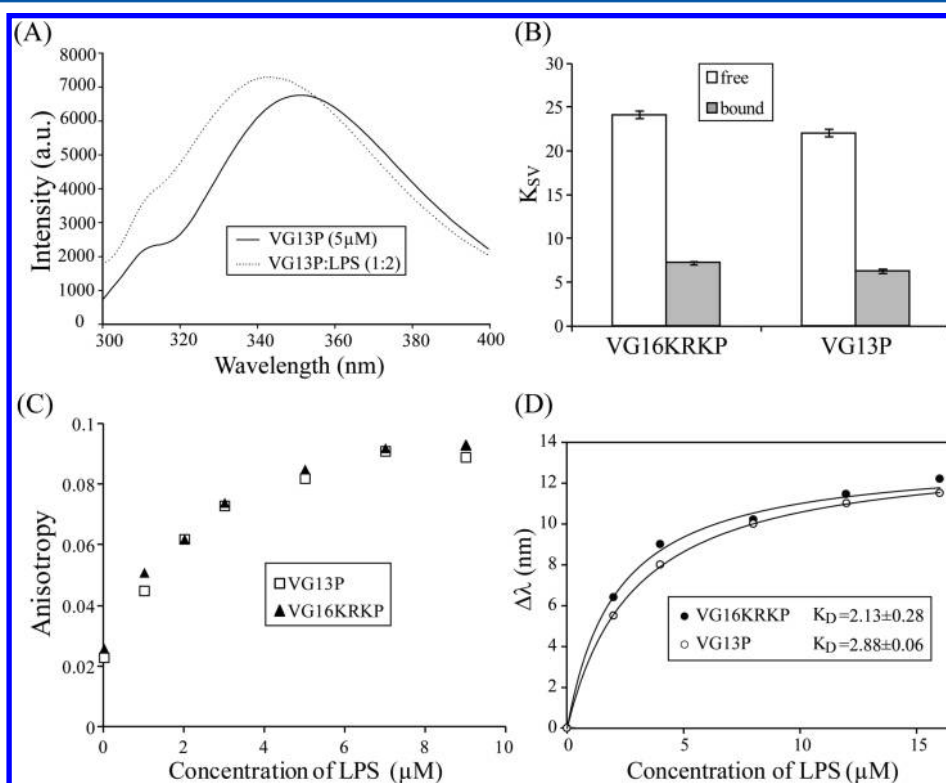 (A)
8000
7000
6000
5000
4000
3000
2000
1000
0
Intensity (a.u.)
VG13P (5µM)
VG13P:LPS (1:2)
300 320 340 360 380 400
Wavelength (nm)
(B)
30
25
20
15
10
5
0
KSV
free
bound
VG16KRKP VG13P
(C)
0.1
0.08
0.06
0.04
0.02
0
Anisotropy
VG13P
VG16KRKP
0 2 4 6 8 10
Concentration of LPS (µM)
(D)
14
12
10
8
6
4
2
0
Δλ (nm)
VG16KRKP KD=2.13±0.28
VG13P KD=2.88±0.06
0 5 10 15
Concentration of LPS (µM)